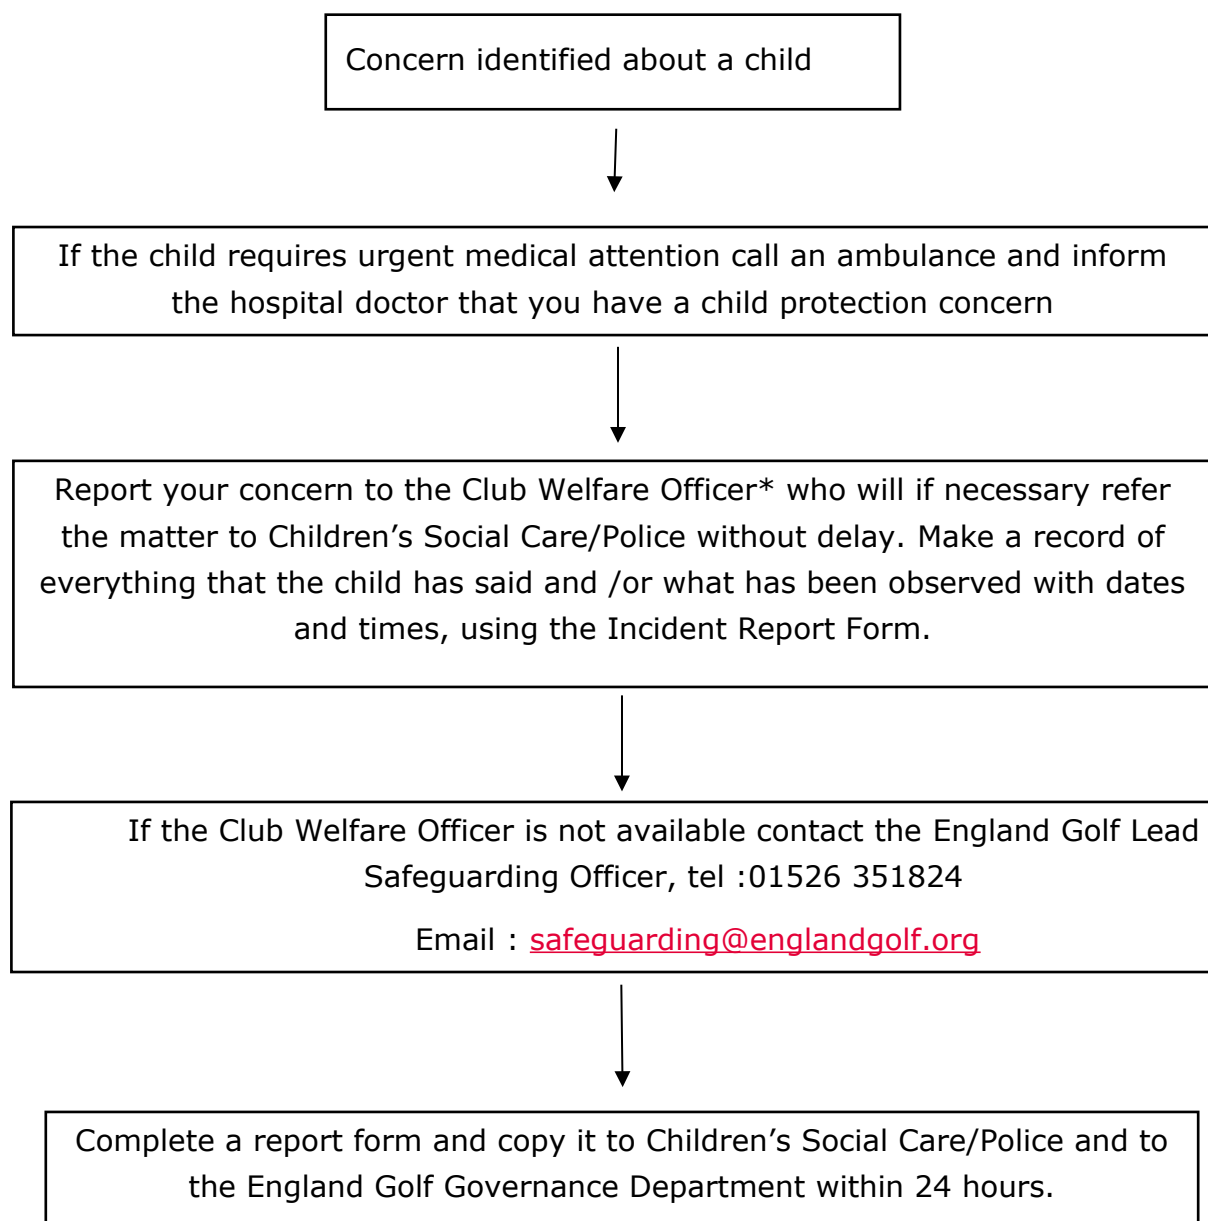 Concern identified about a child
If the child requires urgent medical attention call an ambulance and inform
the hospital doctor that you have a child protection concern
Report your concern to the Club Welfare Officer* who will if necessary refer
the matter to Children’s Social Care/Police without delay. Make a record of
everything that the child has said and /or what has been observed with dates
and times, using the Incident Report Form.
If the Club Welfare Officer is not available contact the England Golf Lead
Safeguarding Officer, tel :01526 351824
Email : safeguarding@englandgolf.org
Complete a report form and copy it to Children’s Social Care/Police and to
the England Golf Governance Department within 24 hours.